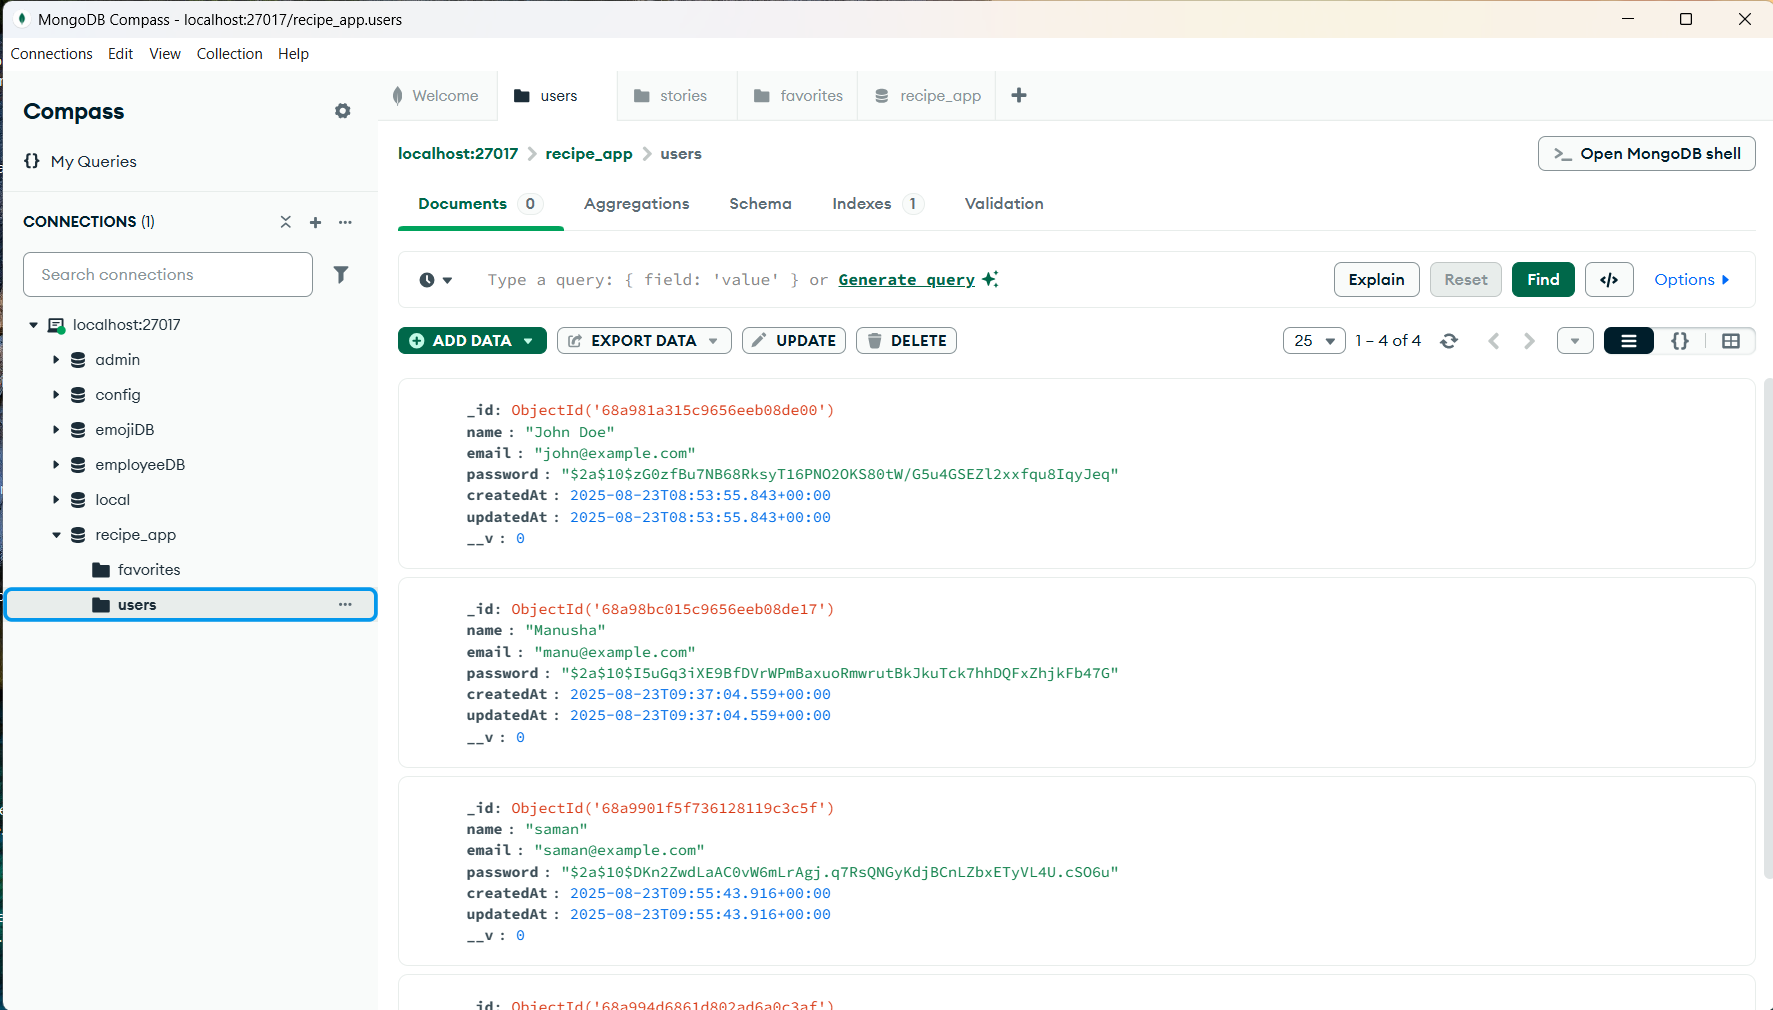 MongoDB Compass - localhost:27017/recipe_app.users
Connections Edit View Collection Help
Compass
{} My Queries
CONNECTIONS (1)
Search connections
localhost:27017
admin
config
emojiDB
employeeDB
local
recipe_app
favorites
users
Welcome users stories favorites recipe_app +
localhost:27017 > recipe_app > users
>_ Open MongoDB shell
Documents 0 Aggregations Schema Indexes 1 Validation
Type a query: { field: 'value' } or Generate query
Explain Reset Find </> Options
ADD DATA EXPORT DATA UPDATE DELETE
25 1 – 4 of 4 {}
_id: ObjectId('68a981a315c9656eeb08de00')
name : "John Doe"
email : "john@example.com"
password : "$2a$10$zG0zfBu7NB68RksyT16PNO2OKS80tW/G5u4GSEZl2xxfqu8IqyJeq"
createdAt : 2025-08-23T08:53:55.843+00:00
updatedAt : 2025-08-23T08:53:55.843+00:00
__v : 0
_id: ObjectId('68a98bc015c9656eeb08de17')
name : "Manusha"
email : "manu@example.com"
password : "$2a$10$I5uGq3iXE9BfDVrWPmBaxuoRmwrutBkJkuTck7hhDQFxZhjkFb47G"
createdAt : 2025-08-23T09:37:04.559+00:00
updatedAt : 2025-08-23T09:37:04.559+00:00
__v : 0
_id: ObjectId('68a9901f5f736128119c3c5f')
name : "saman"
email : "saman@example.com"
password : "$2a$10$DKn2ZwdLaAC0vW6mLrAgj.q7RsQNGyKdjBCnLZbxETyVL4U.cSO6u"
createdAt : 2025-08-23T09:55:43.916+00:00
updatedAt : 2025-08-23T09:55:43.916+00:00
__v : 0
_id: ObjectId('68a994d6861d802ad6a0c3af')